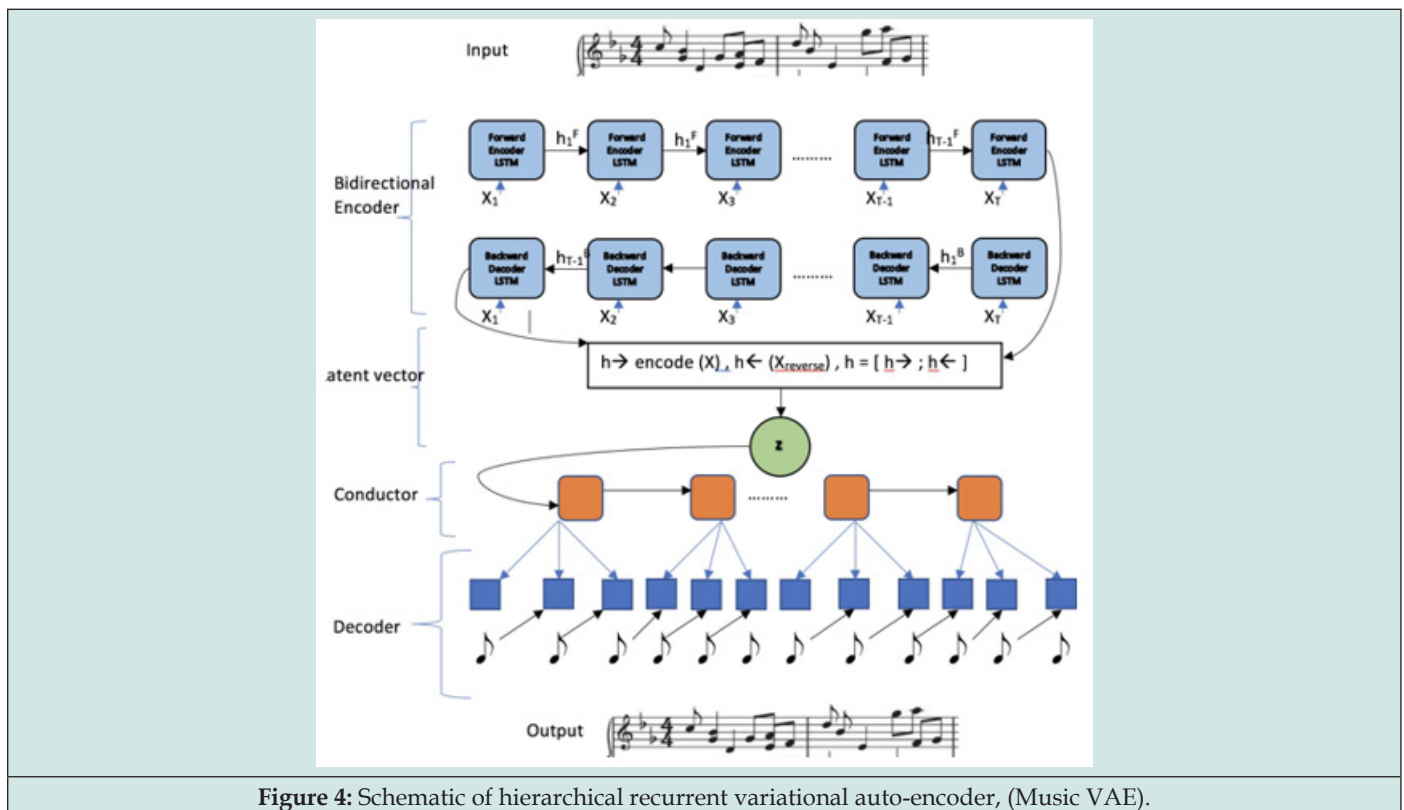 Input
Forward Encoder LSTM
h₁ᶠ
Forward Encoder LSTM
h₁ᶠ
Forward Encoder LSTM
.........
Forward Encoder LSTM
hT-1ᶠ
Forward Encoder LSTM
Bidirectional
Encoder
X₁ X₂ X₃ XT-1 XT
Backward Decoder LSTM
hT-1ᴮ
Backward Decoder LSTM
Backward Decoder LSTM
.........
Backward Decoder LSTM
h₁ᴮ
Backward Decoder LSTM
X₁ X₂ X₃ XT-1 XT
atent vector
h→ encode (X) , h← (Xreverse) , h = [ h→ ; h← ]
z
Conductor
.........
Decoder
Output
Figure 4: Schematic of hierarchical recurrent variational auto-encoder, (Music VAE).